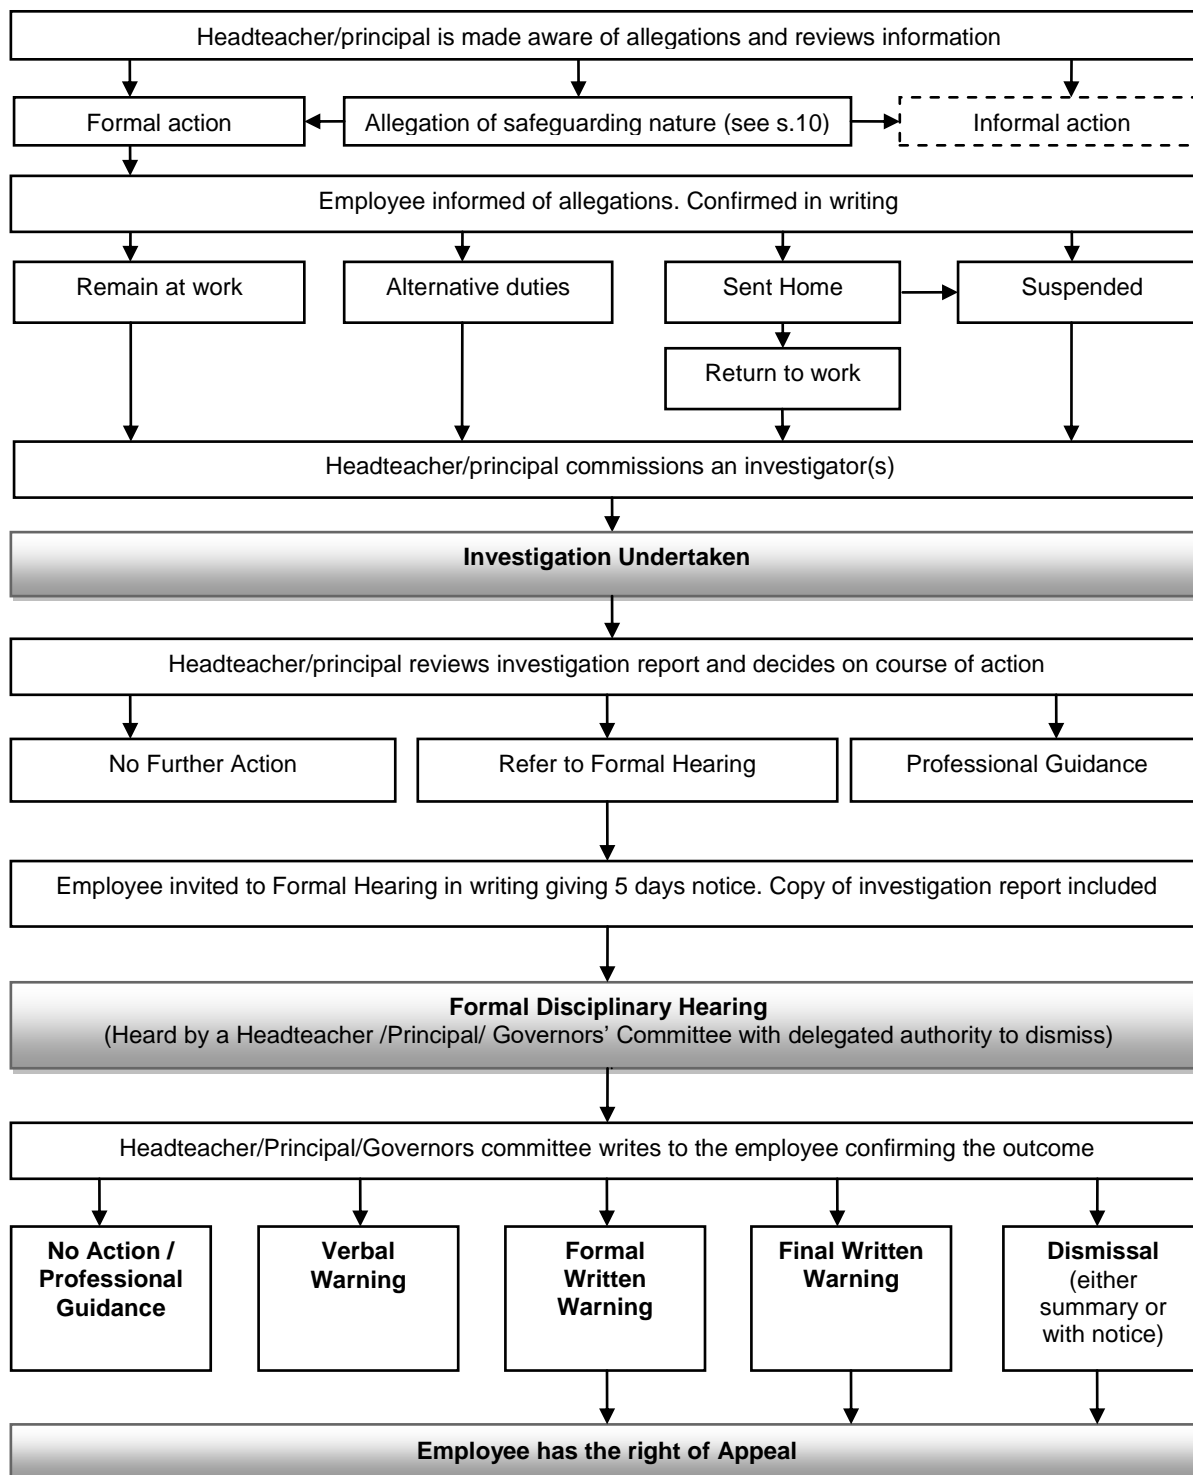 Headteacher/principal is made aware of allegations and reviews information
Formal action
Allegation of safeguarding nature (see s.10)
Informal action
Employee informed of allegations. Confirmed in writing
Remain at work
Alternative duties
Sent Home
Suspended
Return to work
Headteacher/principal commissions an investigator(s)
Investigation Undertaken
Headteacher/principal reviews investigation report and decides on course of action
No Further Action
Refer to Formal Hearing
Professional Guidance
Employee invited to Formal Hearing in writing giving 5 days notice. Copy of investigation report included
Formal Disciplinary Hearing
(Heard by a Headteacher /Principal/ Governors’ Committee with delegated authority to dismiss)
Headteacher/Principal/Governors committee writes to the employee confirming the outcome
No Action /
Professional
Guidance
Verbal
Warning
Formal
Written
Warning
Final Written
Warning
Dismissal
(either
summary or
with notice)
Employee has the right of Appeal